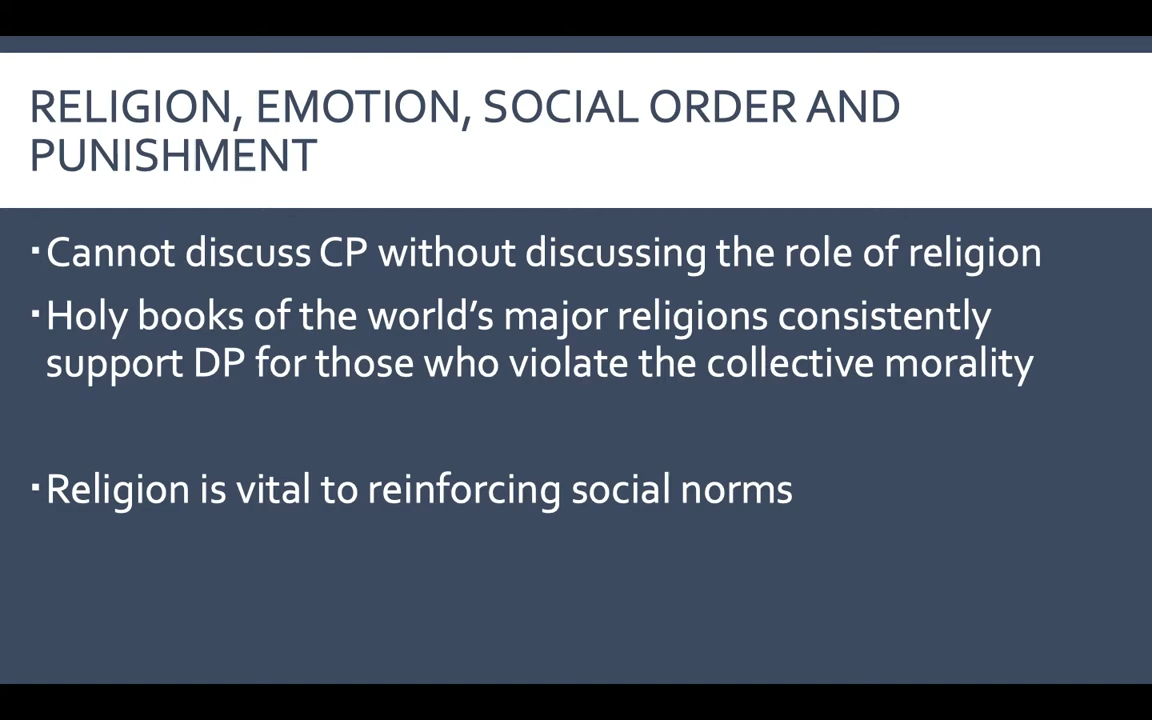 RELIGION, EMOTION, SOCIAL ORDER AND
PUNISHMENT
▪Cannot discuss CP without discussing the role of religion
▪Holy books of the world’s major religions consistently
support DP for those who violate the collective morality
▪Religion is vital to reinforcing social norms